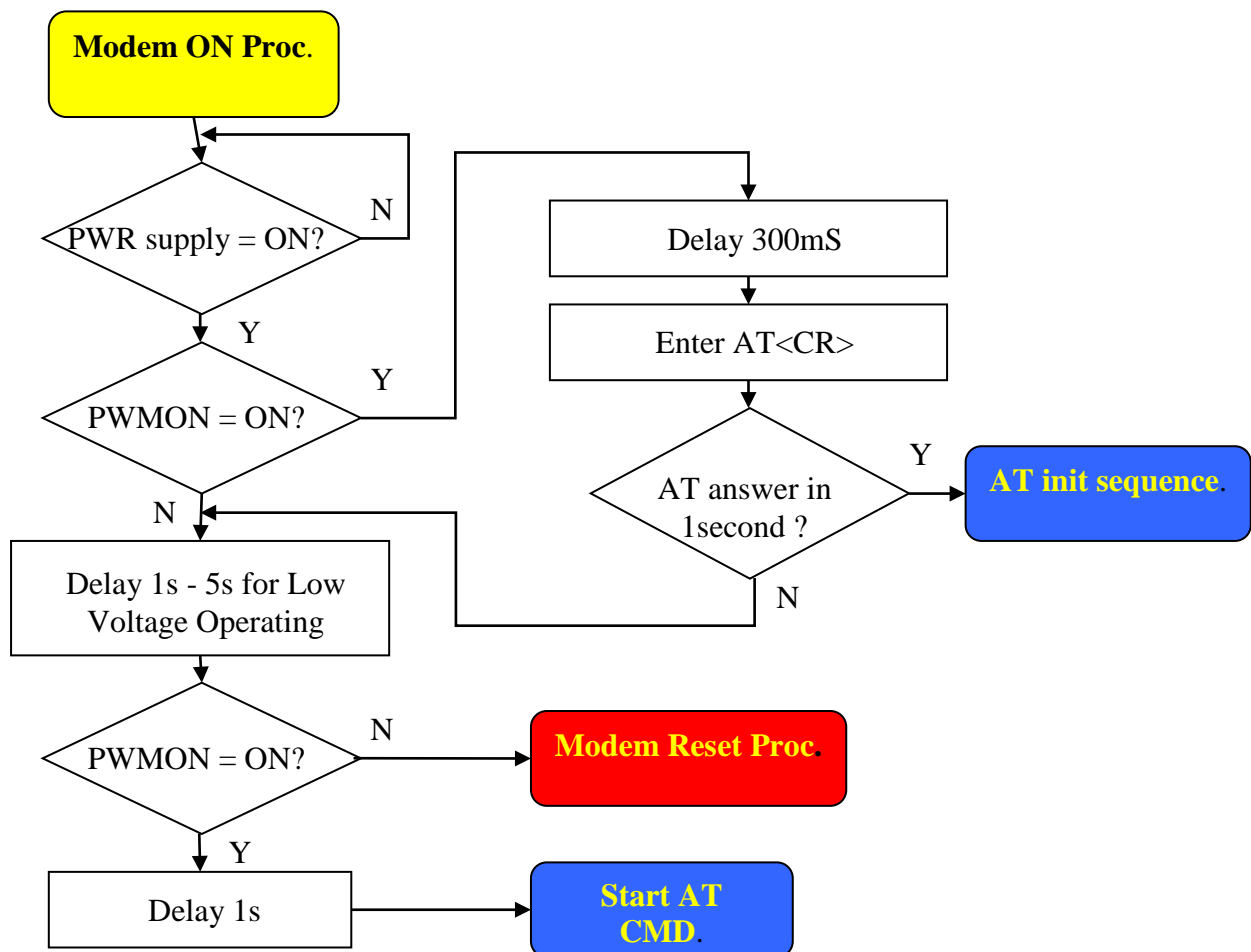 Modem ON Proc.
PWR supply = ON?
N
Y
PWMON = ON?
Y
N
Delay 300mS
Enter AT<CR>
AT answer in
1second ?
Y
AT init sequence.
N
Delay 1s - 5s for Low
Voltage Operating
PWMON = ON?
N
Modem Reset Proc.
Y
Delay 1s
Start AT
CMD.